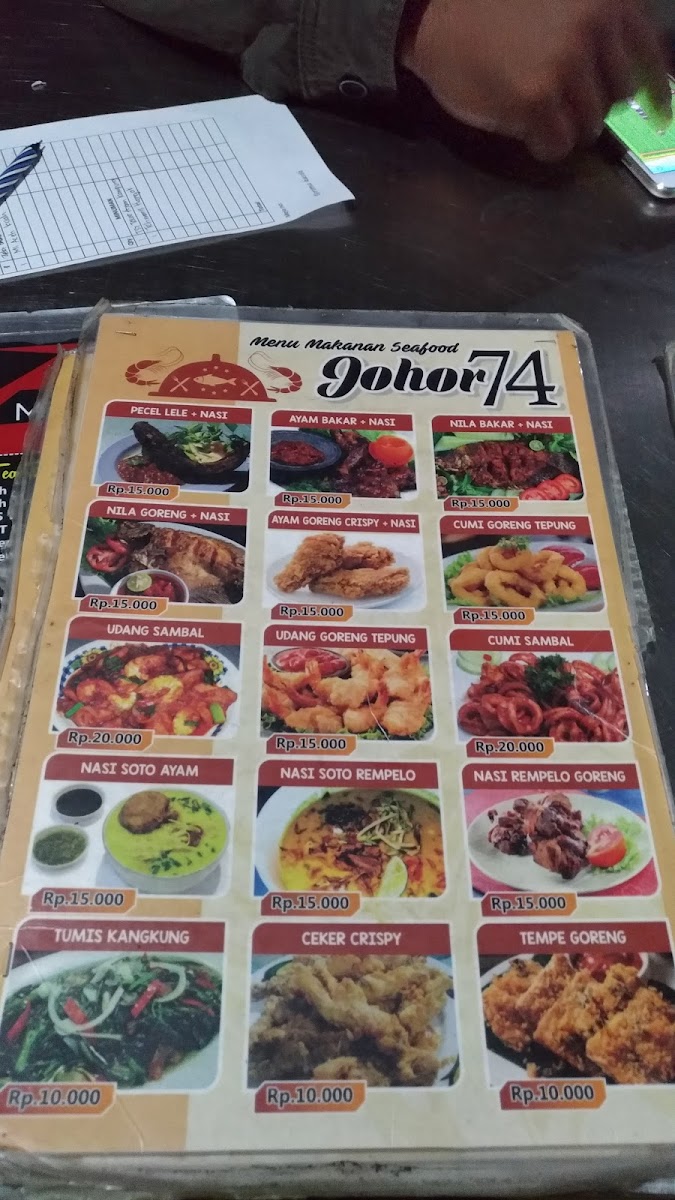 Menu Makanan Seafood
Johor 74
PECEL LELE + NASI
Rp.15.000
AYAM BAKAR + NASI
Rp.15.000
NILA BAKAR + NASI
Rp.15.000
NILA GORENG + NASI
Rp.15.000
AYAM GORENG CRISPY + NASI
Rp.15.000
CUMI GORENG TEPUNG
Rp.15.000
UDANG SAMBAL
Rp.20.000
UDANG GORENG TEPUNG
Rp.15.000
CUMI SAMBAL
Rp.20.000
NASI SOTO AYAM
Rp.15.000
NASI SOTO REMPELO
Rp.15.000
NASI REMPELO GORENG
Rp.15.000
TUMIS KANGKUNG
Rp.10.000
CEKER CRISPY
Rp.10.000
TEMPE GORENG
Rp.10.000